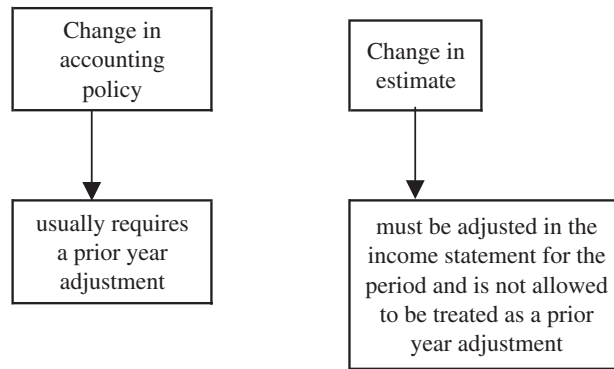 Change in
accounting
policy
usually requires
a prior year
adjustment
Change in
estimate
must be adjusted in the
income statement for the
period and is not allowed
to be treated as a prior
year adjustment